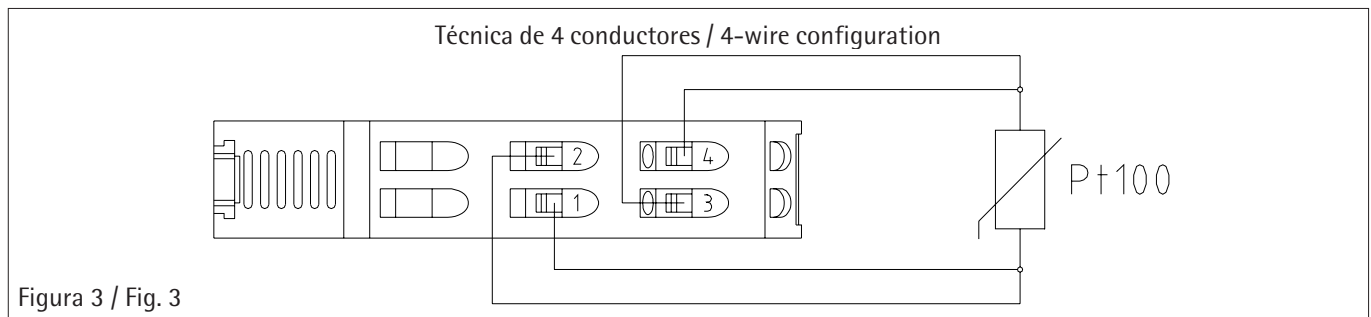 Técnica de 4 conductores / 4-wire configuration
2
4
Pt100
1
3
Figura 3 / Fig. 3